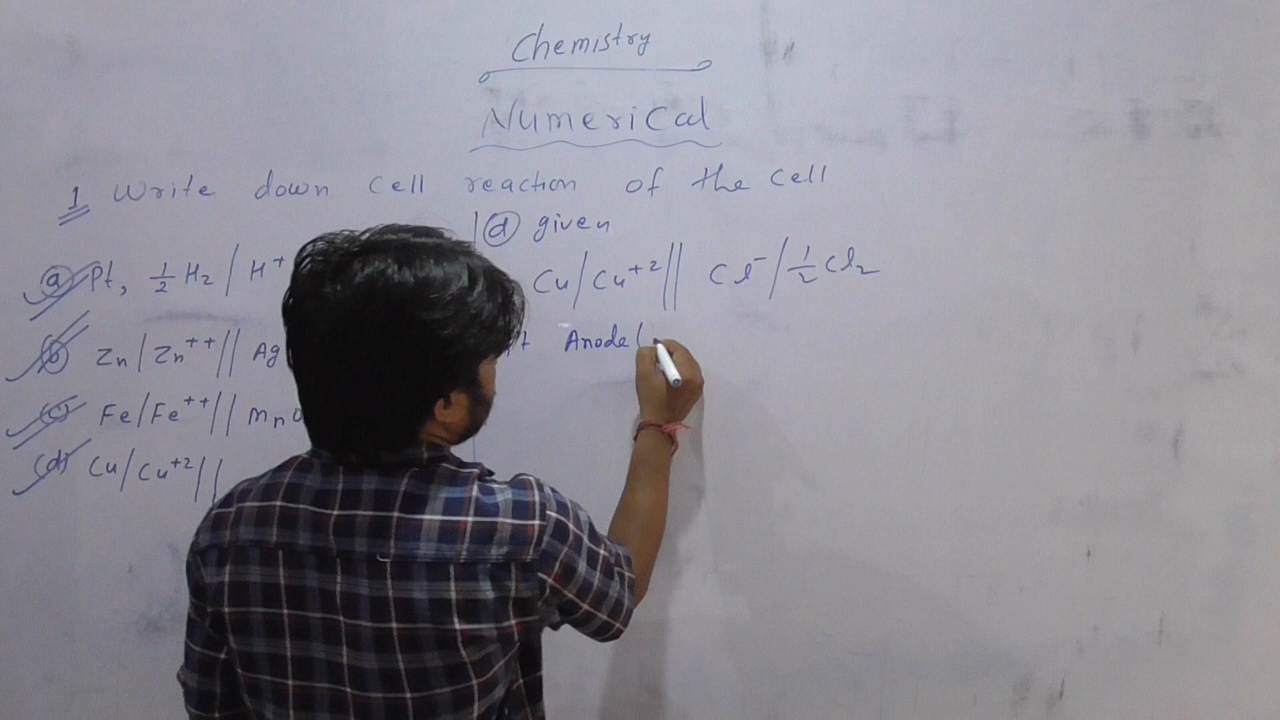 Chemistry
Numerical
1 Write down cell reaction of the cell
(a) Pt, 1/2 H2 / H+
(b) Zn / Zn++ || Ag
(c) Fe/Fe++ || mno
(d) Cu/Cu+2 ||
(d) given
Cu/Cu+2 || Cl-/1/2 Cl2
At Anode (